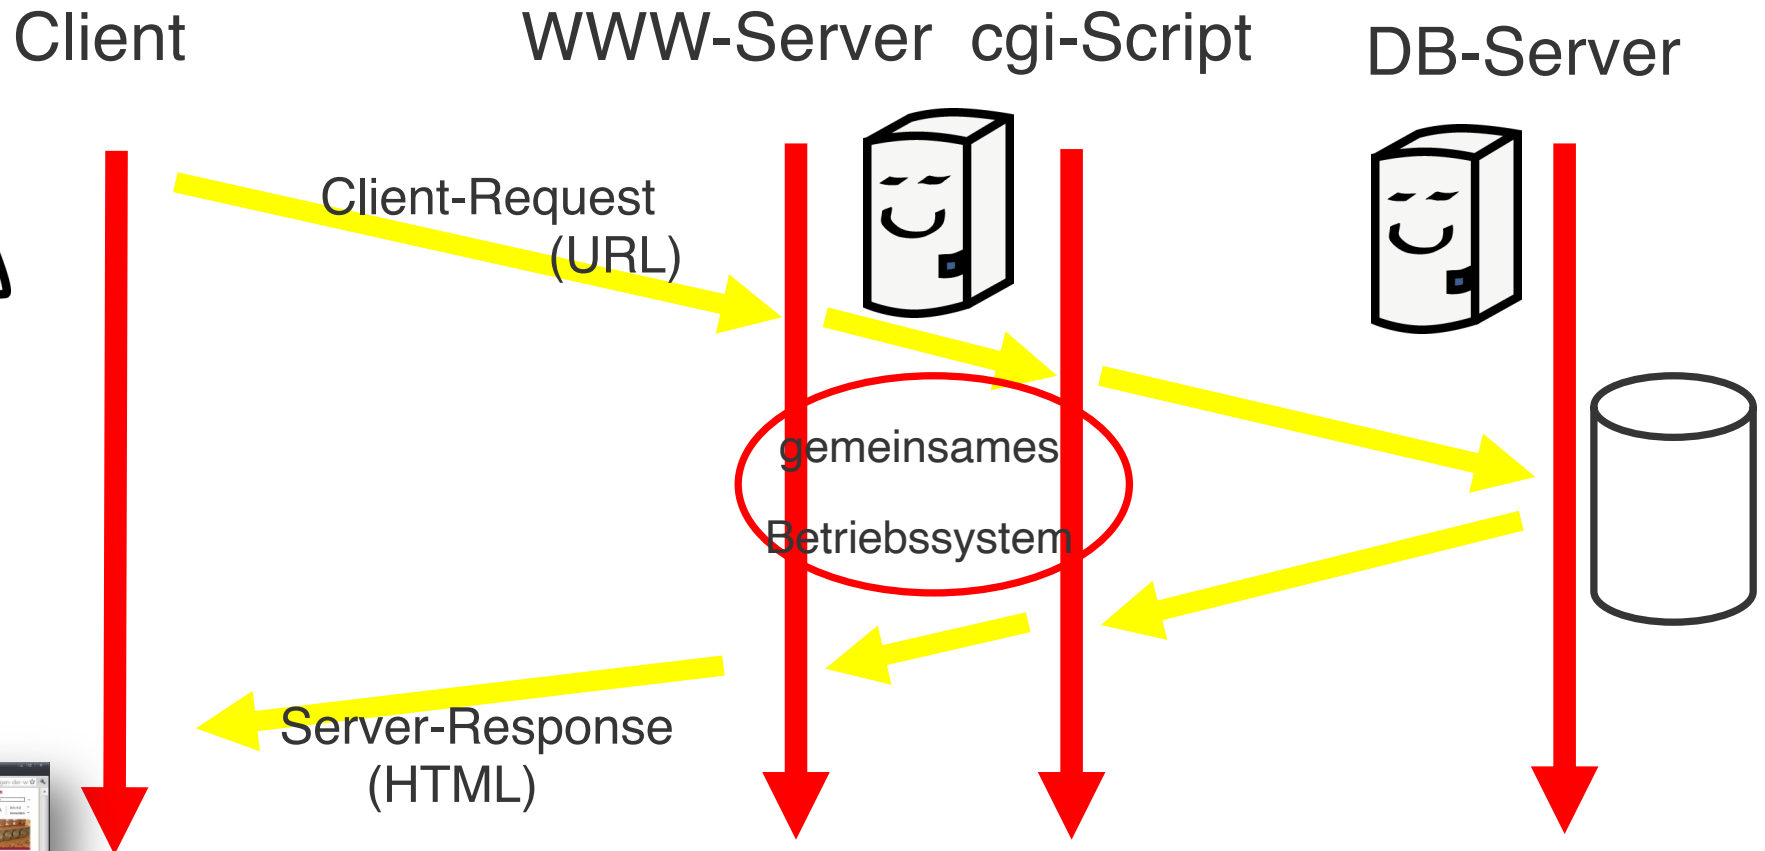 Client
WWW-Server
cgi-Script
DB-Server
Client-Request
(URL)
gemeinsames
Betriebssystem
Server-Response
(HTML)